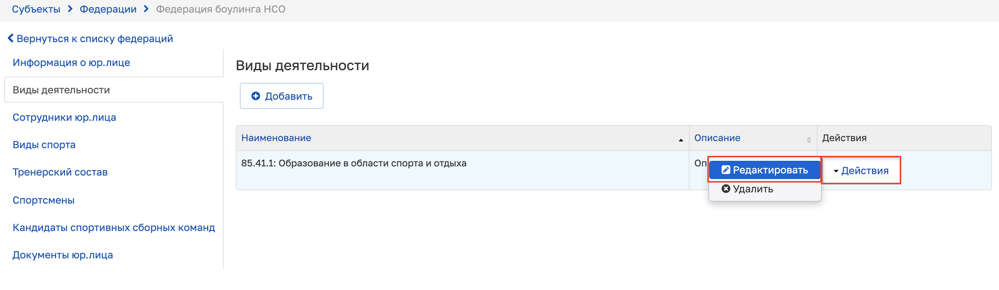 Субъекты Федерации Федерация боулинга НСО
Вернуться к списку федераций
Информация о юр.лице
Виды деятельности
Сотрудники юр.лица
Виды спорта
Тренерский состав
Спортсмены
Кандидаты спортивных сборных команд
Документы юр.лица
Виды деятельности
Добавить
Наименование Описание Действия
85.41.1: Образование в области спорта и отдыха Оп Редактировать Действия
Удалить